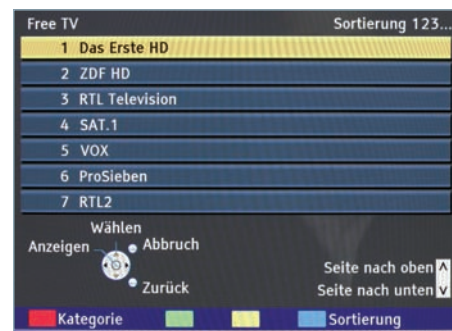 Free TV Sortierung 123...
1 Das Erste HD
2 ZDF HD
3 RTL Television
4 SAT.1
5 VOX
6 ProSieben
7 RTL2
Wählen
Anzeigen Abbruch
Zurück
Seite nach oben ^
Seite nach unten v
Kategorie Sortierung